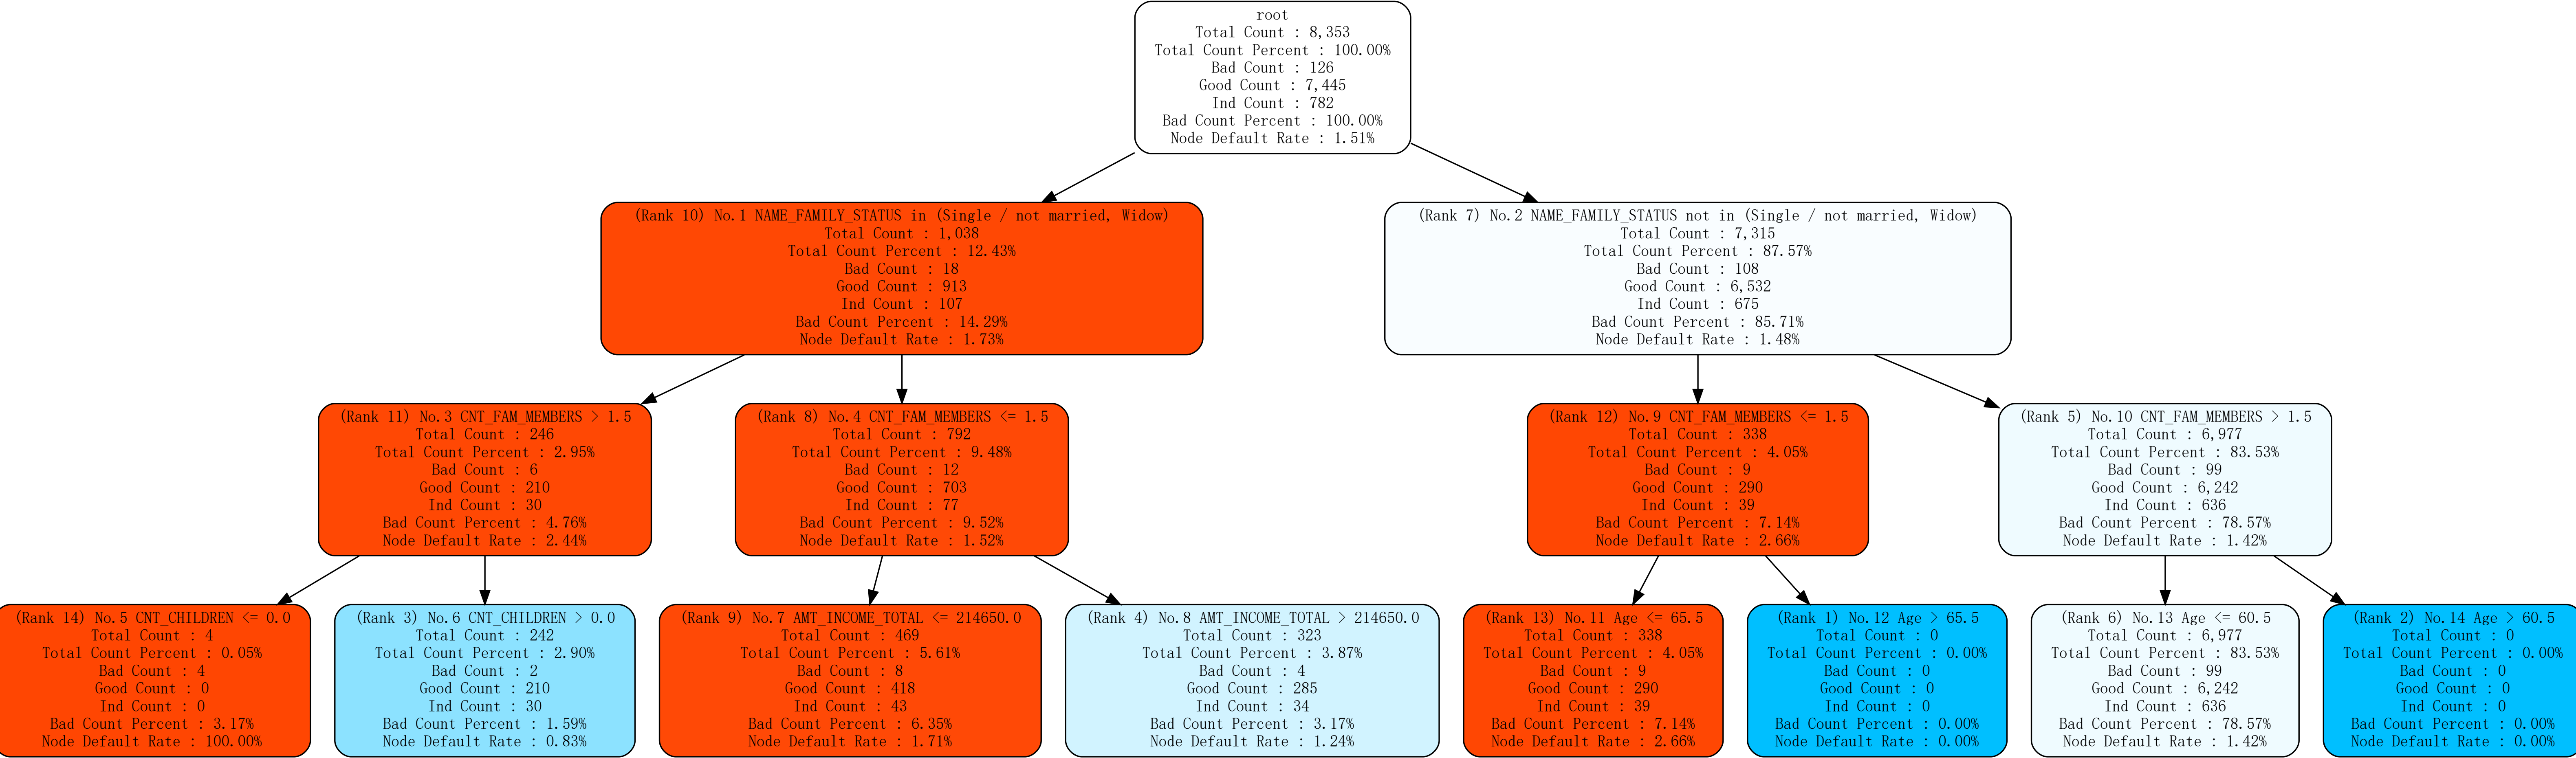 root
Total Count : 8,353
Total Count Percent : 100.00%
Bad Count : 126
Good Count : 7,445
Ind Count : 782
Bad Count Percent : 100.00%
Node Default Rate : 1.51%
(Rank 10) No.1 NAME_FAMILY_STATUS in (Single / not married, Widow)
Total Count : 1,038
Total Count Percent : 12.43%
Bad Count : 18
Good Count : 913
Ind Count : 107
Bad Count Percent : 14.29%
Node Default Rate : 1.73%
(Rank 7) No.2 NAME_FAMILY_STATUS not in (Single / not married, Widow)
Total Count : 7,315
Total Count Percent : 87.57%
Bad Count : 108
Good Count : 6,532
Ind Count : 675
Bad Count Percent : 85.71%
Node Default Rate : 1.48%
(Rank 11) No.3 CNT_FAM_MEMBERS > 1.5
Total Count : 246
Total Count Percent : 2.95%
Bad Count : 6
Good Count : 210
Ind Count : 30
Bad Count Percent : 4.76%
Node Default Rate : 2.44%
(Rank 8) No.4 CNT_FAM_MEMBERS <= 1.5
Total Count : 792
Total Count Percent : 9.48%
Bad Count : 12
Good Count : 703
Ind Count : 77
Bad Count Percent : 9.52%
Node Default Rate : 1.52%
(Rank 12) No.9 CNT_FAM_MEMBERS <= 1.5
Total Count : 338
Total Count Percent : 4.05%
Bad Count : 9
Good Count : 290
Ind Count : 39
Bad Count Percent : 7.14%
Node Default Rate : 2.66%
(Rank 5) No.10 CNT_FAM_MEMBERS > 1.5
Total Count : 6,977
Total Count Percent : 83.53%
Bad Count : 99
Good Count : 6,242
Ind Count : 636
Bad Count Percent : 78.57%
Node Default Rate : 1.42%
(Rank 14) No.5 CNT_CHILDREN <= 0.0
Total Count : 4
Total Count Percent : 0.05%
Bad Count : 4
Good Count : 0
Ind Count : 0
Bad Count Percent : 3.17%
Node Default Rate : 100.00%
(Rank 3) No.6 CNT_CHILDREN > 0.0
Total Count : 242
Total Count Percent : 2.90%
Bad Count : 2
Good Count : 210
Ind Count : 30
Bad Count Percent : 1.59%
Node Default Rate : 0.83%
(Rank 9) No.7 AMT_INCOME_TOTAL <= 214650.0
Total Count : 469
Total Count Percent : 5.61%
Bad Count : 8
Good Count : 418
Ind Count : 43
Bad Count Percent : 6.35%
Node Default Rate : 1.71%
(Rank 4) No.8 AMT_INCOME_TOTAL > 214650.0
Total Count : 323
Total Count Percent : 3.87%
Bad Count : 4
Good Count : 285
Ind Count : 34
Bad Count Percent : 3.17%
Node Default Rate : 1.24%
(Rank 13) No.11 Age <= 65.5
Total Count : 338
Total Count Percent : 4.05%
Bad Count : 9
Good Count : 290
Ind Count : 39
Bad Count Percent : 7.14%
Node Default Rate : 2.66%
(Rank 1) No.12 Age > 65.5
Total Count : 0
Total Count Percent : 0.00%
Bad Count : 0
Good Count : 0
Ind Count : 0
Bad Count Percent : 0.00%
Node Default Rate : 0.00%
(Rank 6) No.13 Age <= 60.5
Total Count : 6,977
Total Count Percent : 83.53%
Bad Count : 99
Good Count : 6,242
Ind Count : 636
Bad Count Percent : 78.57%
Node Default Rate : 1.42%
(Rank 2) No.14 Age > 60.5
Total Count : 0
Total Count Percent : 0.00%
Bad Count : 0
Good Count : 0
Ind Count : 0
Bad Count Percent : 0.00%
Node Default Rate : 0.00%